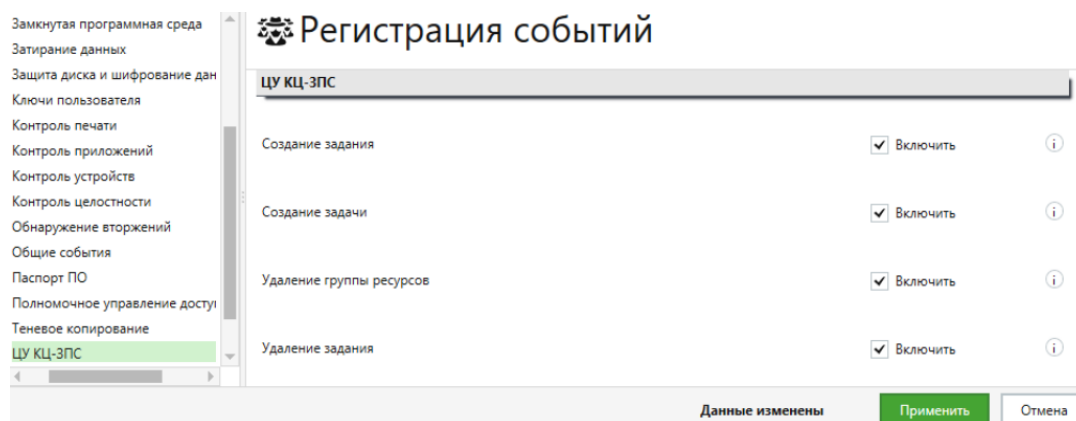 Замкнутая программная среда
Затирание данных
Защита диска и шифрование дан
Ключи пользователя
Контроль печати
Контроль приложений
Контроль устройств
Контроль целостности
Обнаружение вторжений
Общие события
Паспорт ПО
Полномочное управление досту
Теневое копирование
ЦУ КЦ-ЗПС
Регистрация событий
ЦУ КЦ-ЗПС
Создание задания Включить
Создание задачи Включить
Удаление группы ресурсов Включить
Удаление задания Включить
Данные изменены Применить Отмена